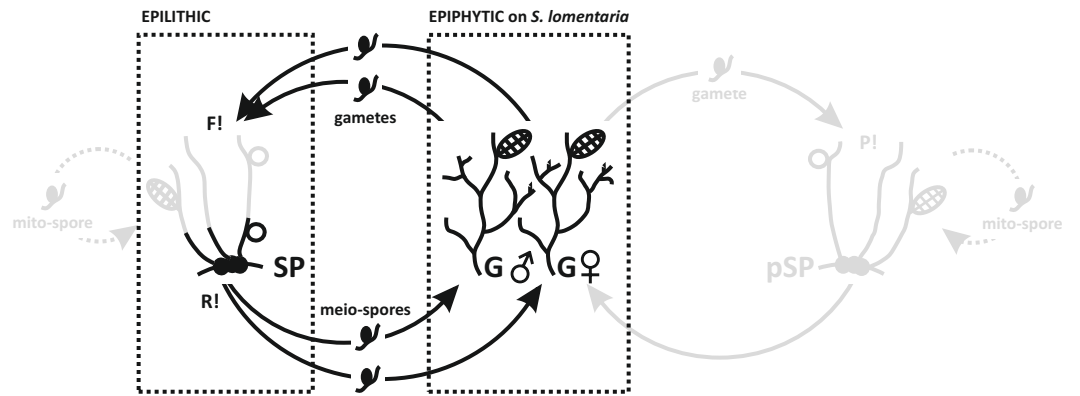 EPILITHIC
EPIPHYTIC on S. lomentaria
gametes
gamete
F!
P!
mito-spore
mito-spore
SP
G ♂ G♀
pSP
R!
meio-spores